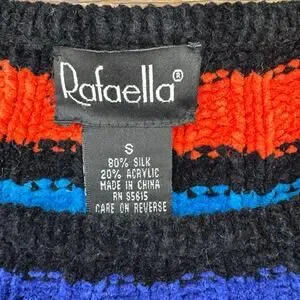 Rafaella®
S
80% SILK
20% ACRYLIC
MADE IN CHINA
RN 55615
CARE ON REVERSE